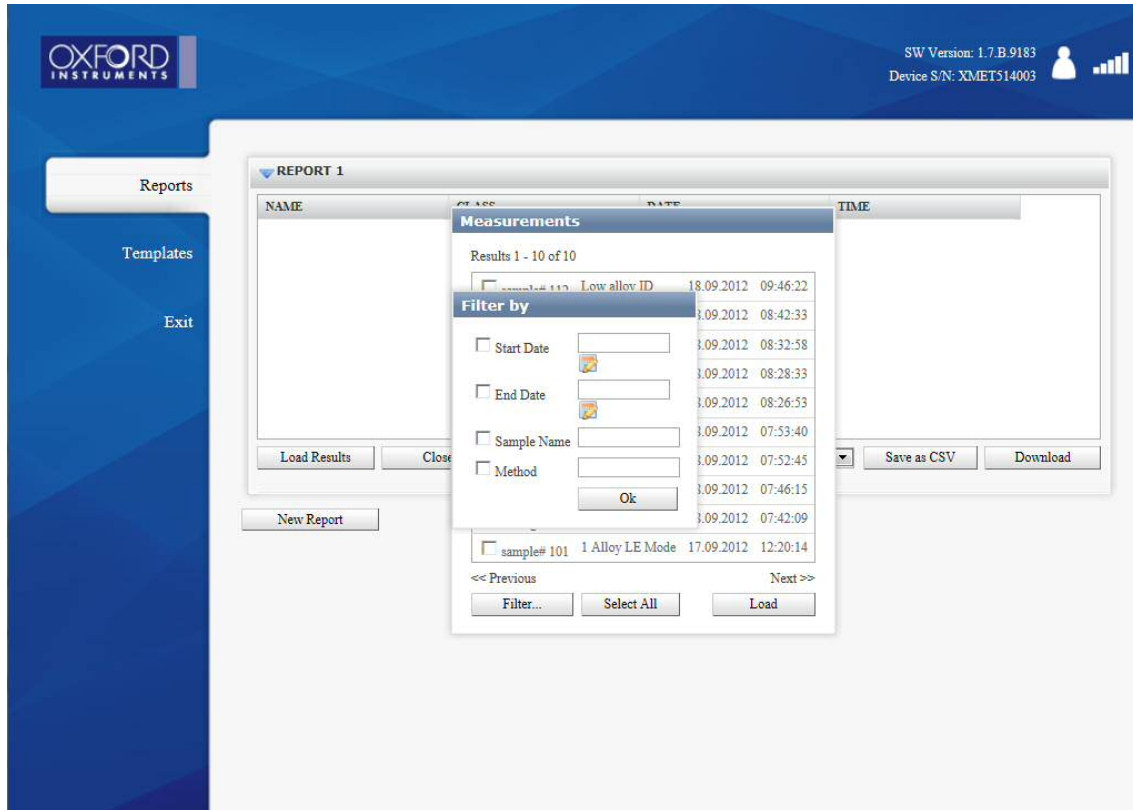 OXFORD
INSTRUMENTS
SW Version: 1.7.B.9183
Device S/N: XMET514003
Reports
Templates
Exit
REPORT 1
NAME CLASS DATE TIME
Measurements
Results 1 - 10 of 10
sample# 112 Low alloy ID 18.09.2012 09:46:22
Filter by
.09.2012 08:42:33
Start Date .09.2012 08:32:58
.09.2012 08:28:33
End Date .09.2012 08:26:53
Sample Name .09.2012 07:53:40
Load Results Close .09.2012 07:52:45 Save as CSV Download
Method
Ok .09.2012 07:46:15
New Report .09.2012 07:42:09
sample# 101 1 Alloy LE Mode 17.09.2012 12:20:14
<< Previous Next >>
Filter... Select All Load